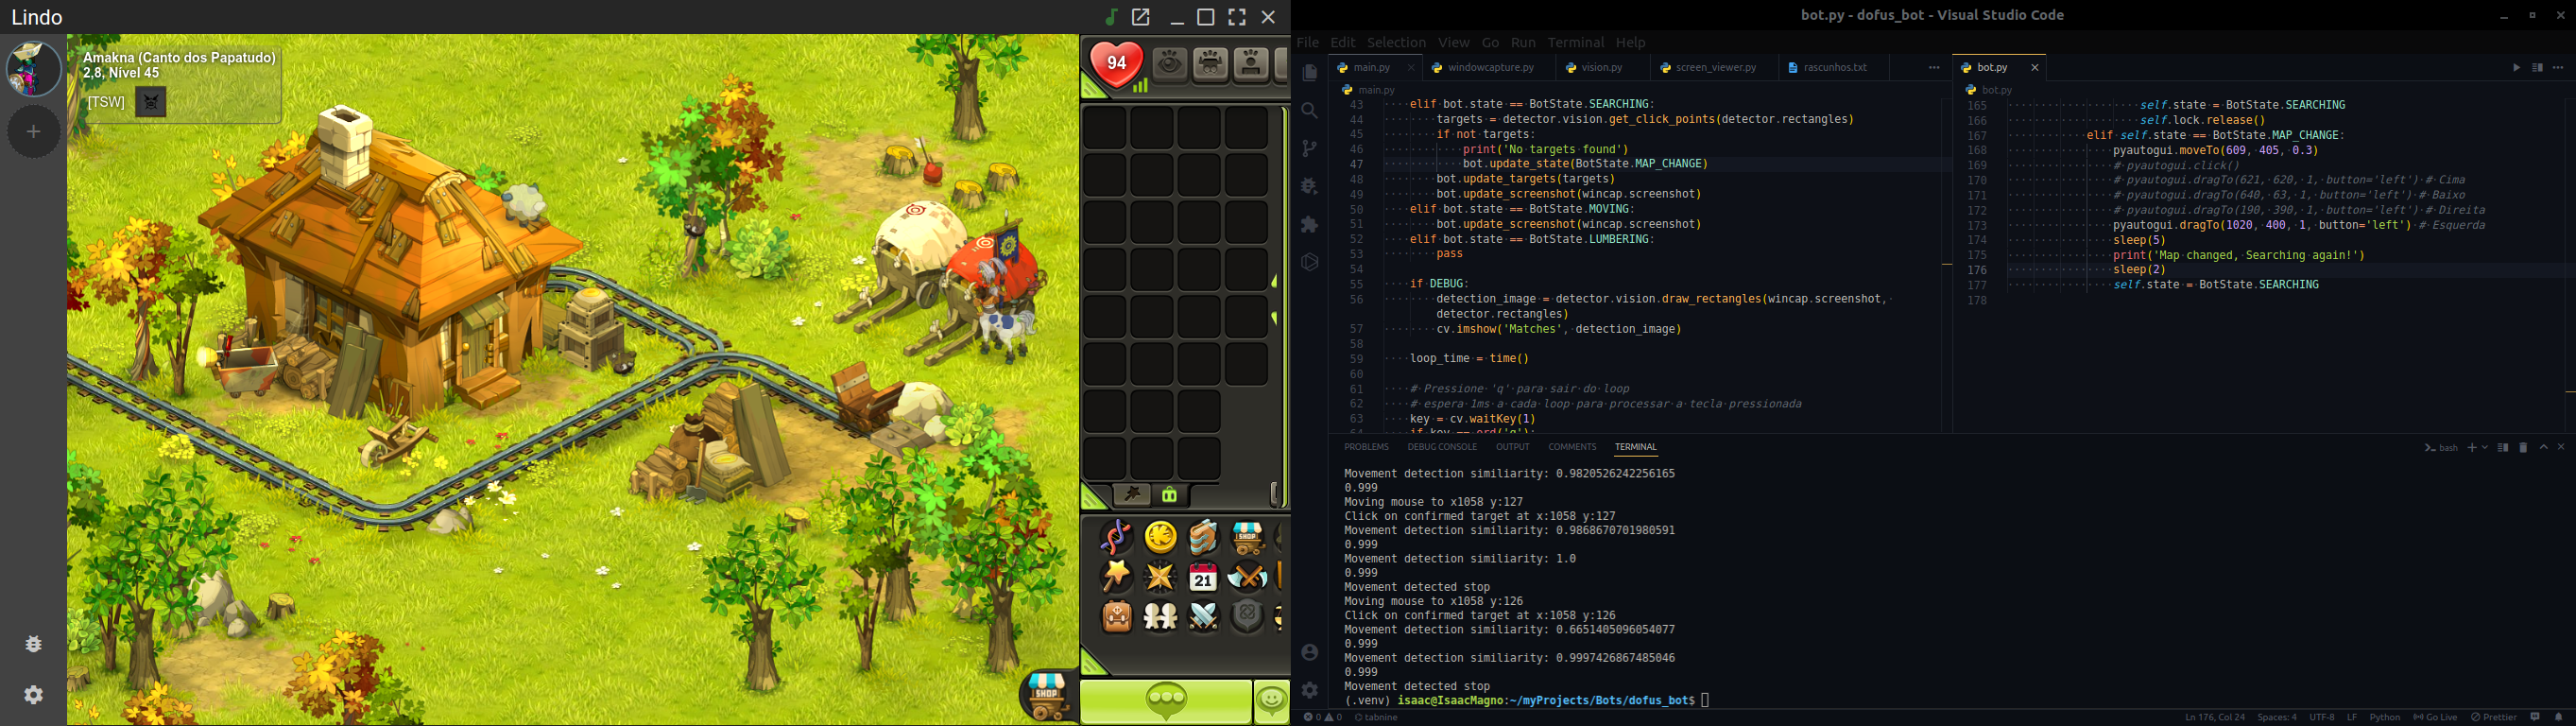 Lindo
Amakna (Canto dos Papatudo)
2,8, Nível 45
[TSW]
94
SHOP
21
SHOP
bot.py - dofus_bot - Visual Studio Code
File Edit Selection View Go Run Terminal Help
main.py windowcapture.py vision.py screen_viewer.py rascunhos.txt
main.py
43 elif bot.state == BotState.SEARCHING:
44 targets = detector.vision.get_click_points(detector.rectangles)
45 if not targets:
46 print('No targets found')
47 bot.update_state(BotState.MAP_CHANGE)
48 bot.update_targets(targets)
49 bot.update_screenshot(wincap.screenshot)
50 elif bot.state == BotState.MOVING:
51 bot.update_screenshot(wincap.screenshot)
52 elif bot.state == BotState.LUMBERING:
53 pass
54
55 if DEBUG:
56 detection_image = detector.vision.draw_rectangles(wincap.screenshot,
detector.rectangles)
57 cv.imshow('Matches', detection_image)
58
59 loop_time = time()
60
61 # Pressione 'q' para sair do loop
62 # espera 1ms a cada loop para processar a tecla pressionada
63 key = cv.waitKey(1)
64 if key == ord('q'):
bot.py
bot.py
165 self.state = BotState.SEARCHING
166 self.lock.release()
167 elif self.state == BotState.MAP_CHANGE:
168 pyautogui.moveTo(609, 405, 0.3)
169 # pyautogui.click()
170 # pyautogui.dragTo(621, 620, 1, button='left') # Cima
171 # pyautogui.dragTo(640, 63, 1, button='left') # Baixo
172 # pyautogui.dragTo(190, 390, 1, button='left') # Direita
173 pyautogui.dragTo(1020, 400, 1, button='left') # Esquerda
174 sleep(5)
175 print('Map changed, Searching again!')
176 sleep(2)
177 self.state = BotState.SEARCHING
178
PROBLEMS DEBUG CONSOLE OUTPUT COMMENTS TERMINAL
bash
Movement detection similiarity: 0.9820526242256165
0.999
Moving mouse to x1058 y:127
Click on confirmed target at x:1058 y:127
Movement detection similiarity: 0.9868670701980591
0.999
Movement detection similiarity: 1.0
0.999
Movement detected stop
Moving mouse to x1058 y:126
Click on confirmed target at x:1058 y:126
Movement detection similiarity: 0.6651405096054077
0.999
Movement detection similiarity: 0.9997426867485046
0.999
Movement detected stop
(.venv) isaac@IsaacMagno:~/myProjects/Bots/dofus_bot$
0 0 tabnine
Ln 176, Col 24 Spaces: 4 UTF-8 LF Python Go Live Prettier